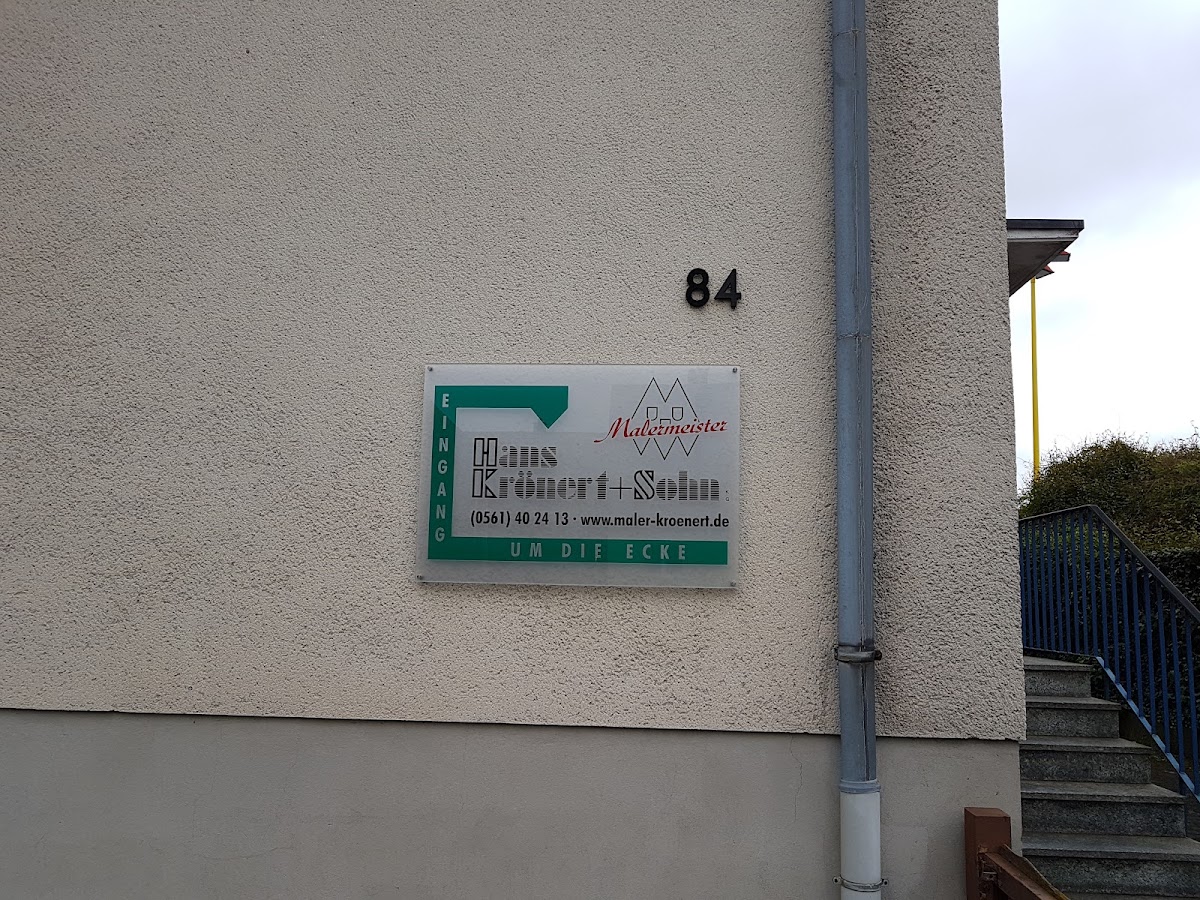 84
EINGANG
Malermeister
Hans
Krönert+Sohn
(0561) 40 24 13 · www.maler-kroenert.de
UM DIE ECKE